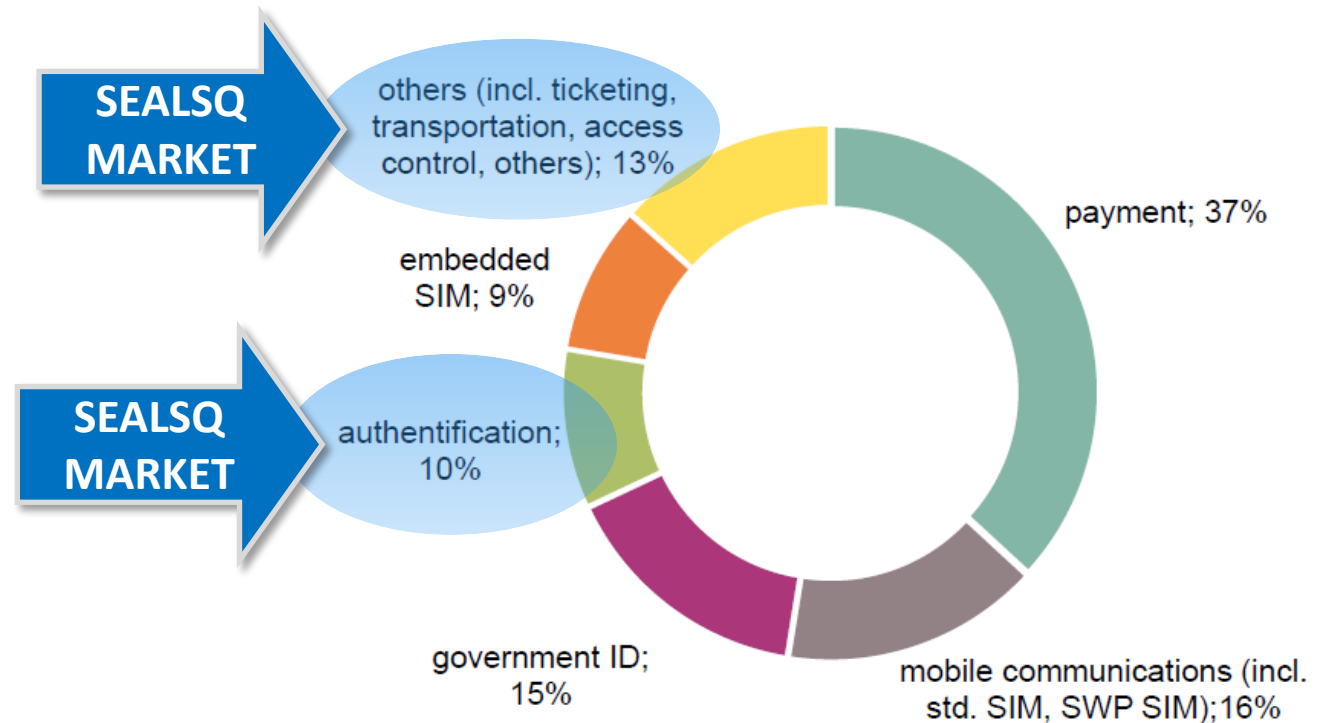 SEALSQ
MARKET
others (incl. ticketing,
transportation, access
control, others); 13%
payment; 37%
embedded
SIM; 9%
SEALSQ
MARKET
authentification;
10%
government ID;
15%
mobile communications (incl.
std. SIM, SWP SIM);16%